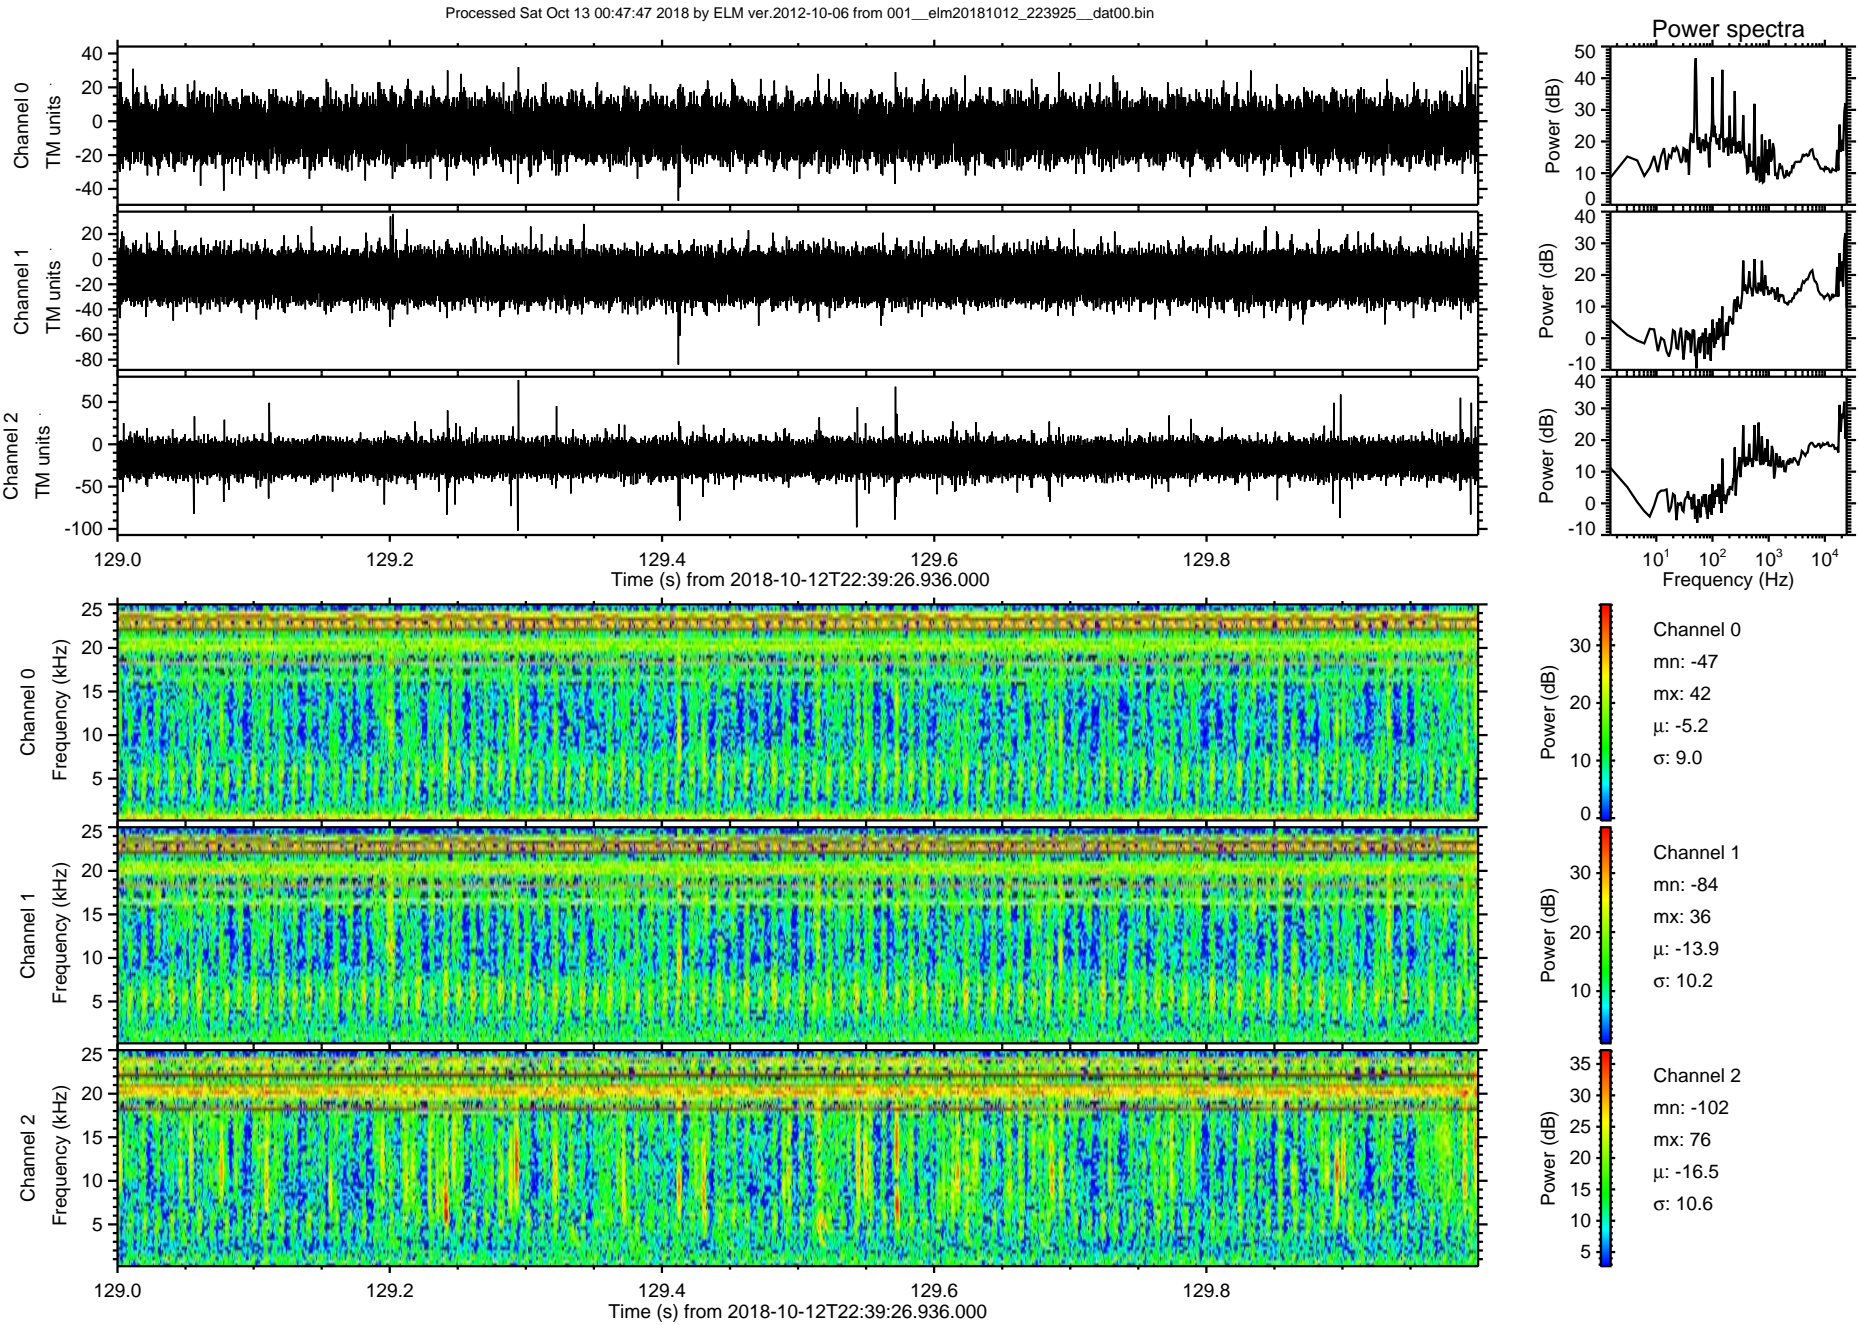 Processed Sat Oct 13 00:47:47 2018 by ELM ver.2012-10-06 from 001__elm20181012_223925__dat00.bin
Power spectra
Channel 0
TM units
40
20
0
-20
-40
Power (dB)
50
40
30
20
10
0
Channel 1
TM units
20
0
-20
-40
-60
-80
Power (dB)
40
30
20
10
0
-10
Channel 2
TM units
50
0
-50
-100
Power (dB)
40
30
20
10
0
-10
129.0 129.2 129.4 129.6 129.8
Time (s) from 2018-10-12T22:39:26.936.000
10¹ 10² 10³ 10⁴
Frequency (Hz)
Channel 0
Frequency (kHz)
25
20
15
10
5
Power (dB)
30
20
10
0
Channel 0
mn: -47
mx: 42
μ: -5.2
σ: 9.0
Channel 1
Frequency (kHz)
25
20
15
10
5
Power (dB)
30
20
10
Channel 1
mn: -84
mx: 36
μ: -13.9
σ: 10.2
Channel 2
Frequency (kHz)
25
20
15
10
5
Power (dB)
35
30
25
20
15
10
5
Channel 2
mn: -102
mx: 76
μ: -16.5
σ: 10.6
129.0 129.2 129.4 129.6 129.8
Time (s) from 2018-10-12T22:39:26.936.000